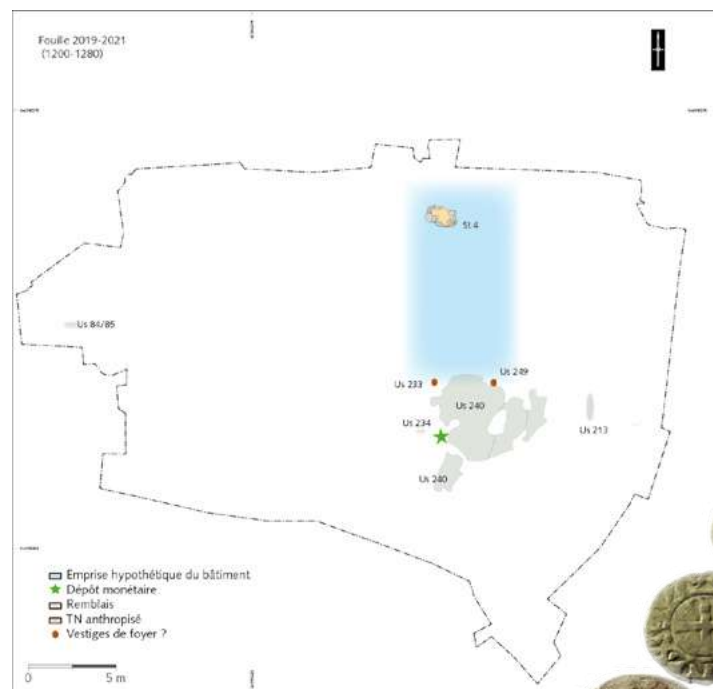 Fouille 2019-2021
(1200-1280)
St 4
Us 84/85
Us 233
Us 249
Us 240
Us 234
Us 213
Us 240
Emprise hypothétique du bâtiment
Dépôt monétaire
Remblais
TN anthropisé
Vestiges de foyer ?
0 5 m